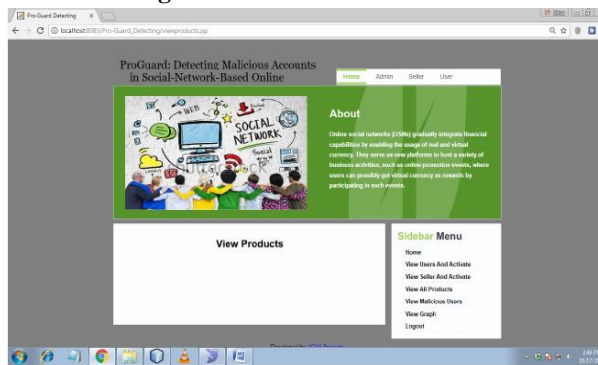 Pro-Guard Detecting
localhost:8085/Pro-Guard_Detecting/viewproducts.jsp
ProGuard: Detecting Malicious Accounts
in Social-Network-Based Online
Home Admin Seller User
WEB
SOCIAL
NETWORK
Social
About
Online social networks (OSNs) gradually integrate financial
capabilities by enabling the usage of real and virtual
currency. They serve as new platforms to host a variety of
business activities, such as online promotion events, where
users can possibly get virtual currency as rewards by
participating in such events.
View Products
Sidebar Menu
Home
View Users And Activate
View Seller And Activate
View All Products
View Malicious Users
View Graph
Logout